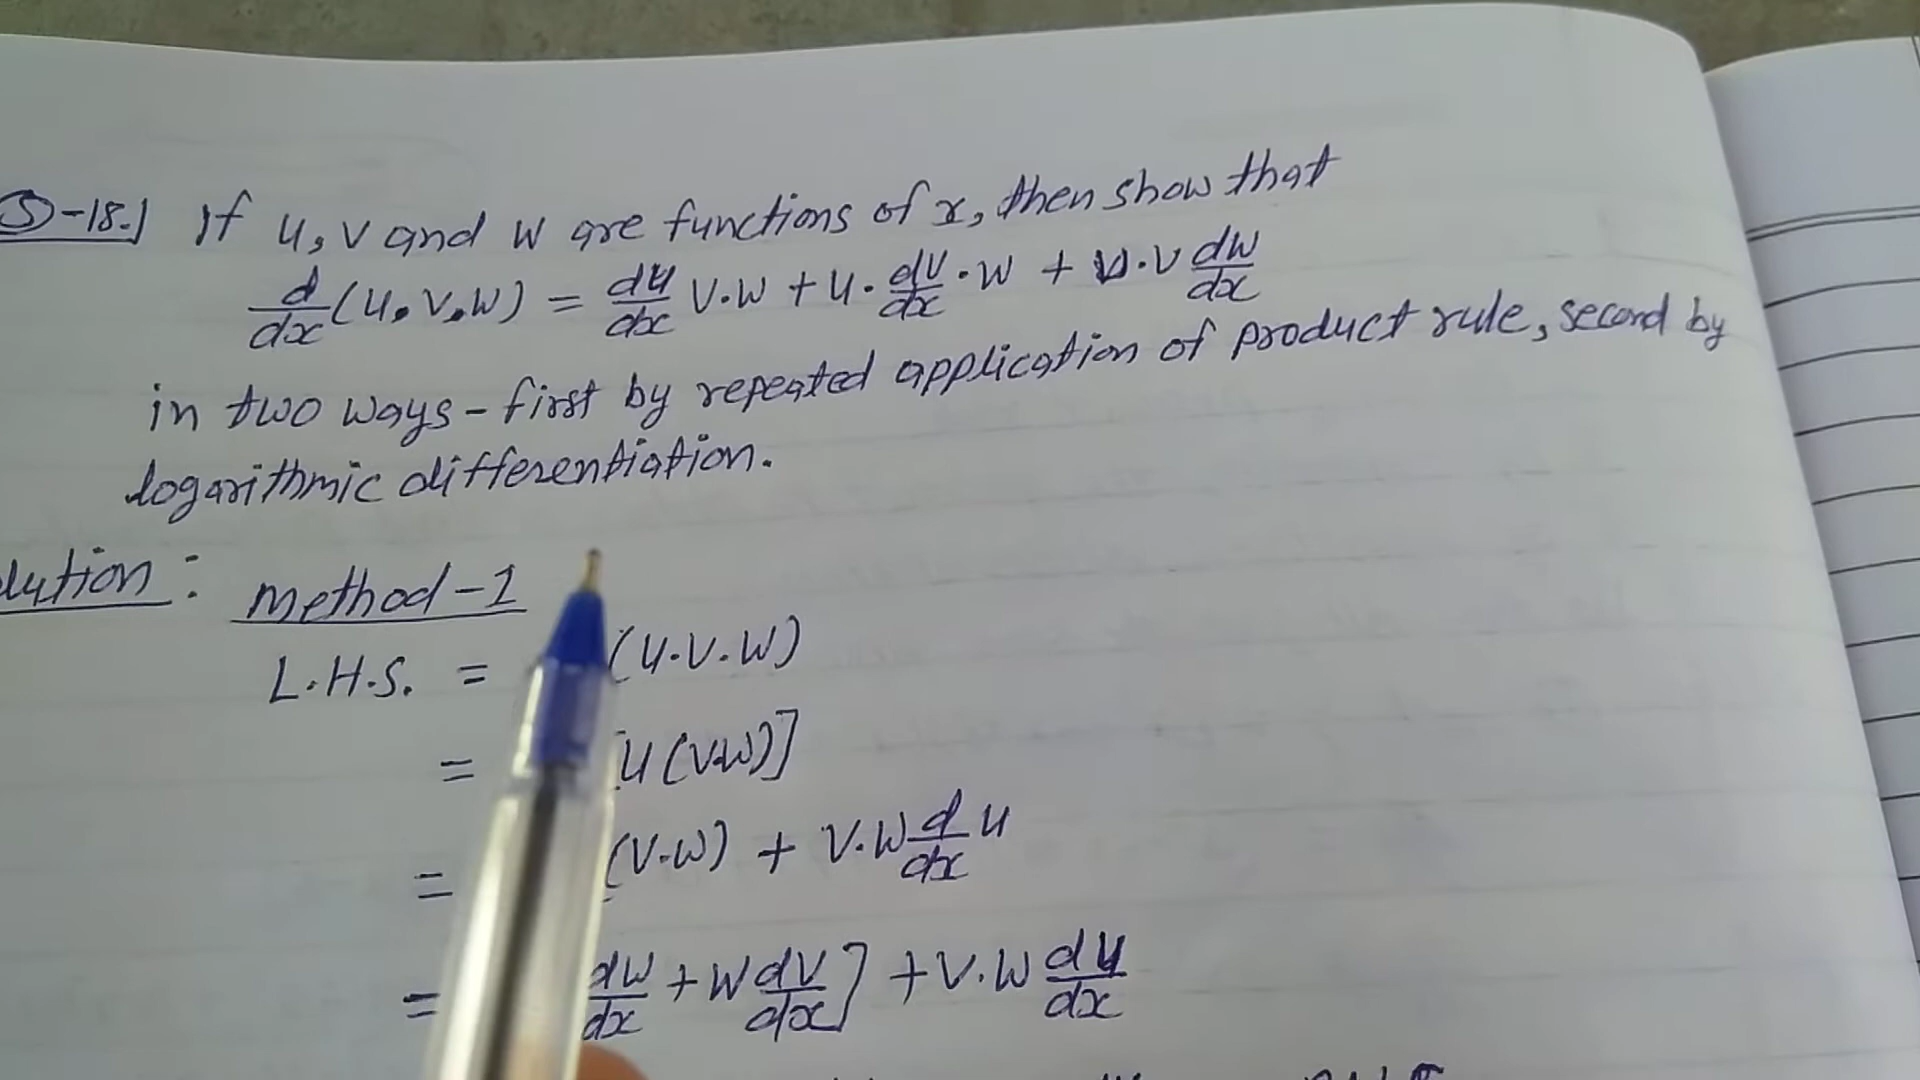 -18.) If u, v and w are functions of x, then show that
d/dx (u.v.w) = du/dx v.w + u. dv/dx .w + u.v dw/dx
in two ways - first by repeated application of product rule, second by
logarithmic differentiation.
lution: Method-1
L.H.S. = (u.v.w)
= [u(v.w)]
= (v.w) + v.w d/dx u
= dw/dx + w dv/dx ] + v.w du/dx